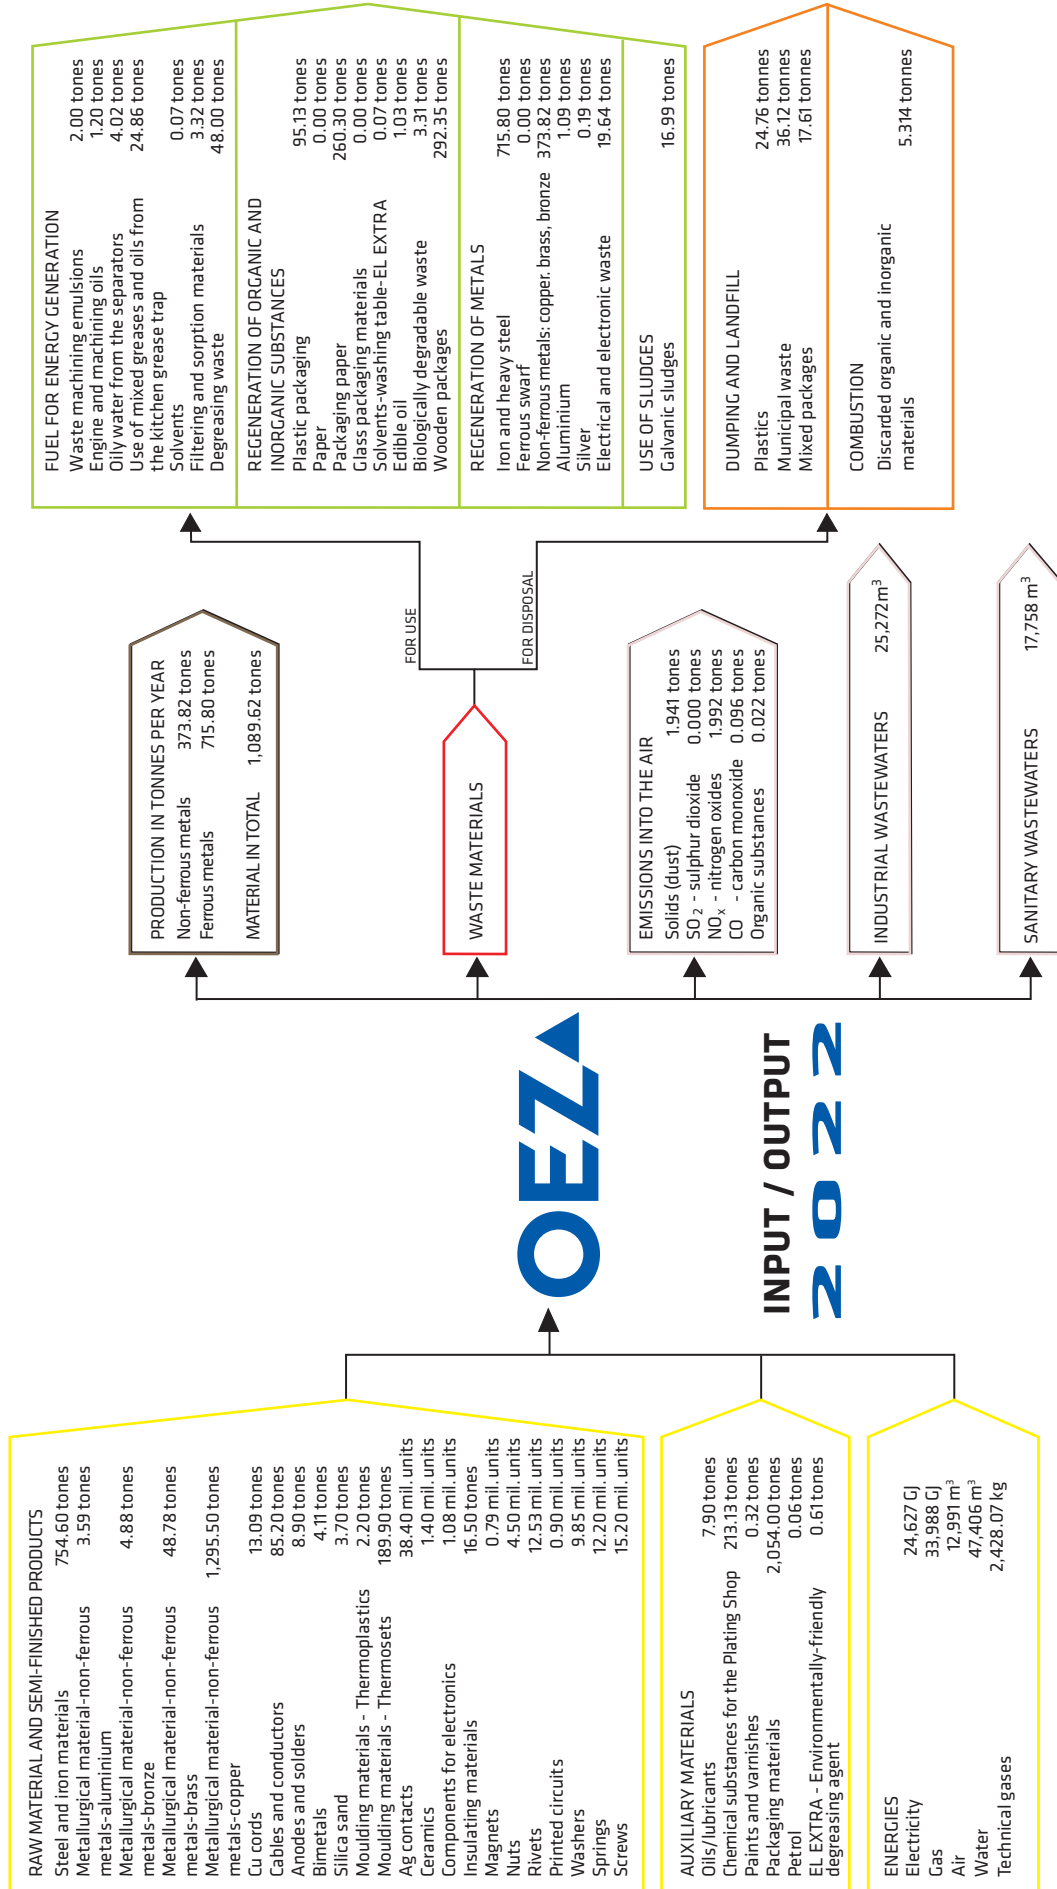 RAW MATERIAL AND SEMI-FINISHED PRODUCTS
Steel and iron materials 754.60 tones
Metallurgical material-non-ferrous 3.59 tones
metals-aluminium
Metallurgical material-non-ferrous 4.88 tones
metals-bronze
Metallurgical material-non-ferrous 48.78 tones
metals-brass
Metallurgical material-non-ferrous 1,295.50 tones
metals-copper
Cu cords 13.09 tones
Cables and conductors 85.20 tones
Anodes and solders 8.90 tones
Bimetals 4.11 tones
Silica sand 3.70 tones
Moulding materials - Thermoplastics 2.20 tones
Moulding materials - Thermosets 189.90 tones
Ag contacts 38.40 mil. units
Ceramics 1.40 mil. units
Components for electronics 1.08 mil. units
Insulating materials 16.50 tones
Magnets 0.79 mil. units
Nuts 4.50 mil. units
Rivets 12.53 mil. units
Printed circuits 0.90 mil. units
Washers 9.85 mil. units
Springs 12.20 mil. units
Screws 15.20 mil. units
AUXILIARY MATERIALS
Oils/lubricants 7.90 tones
Chemical substances for the Plating Shop 213.13 tones
Paints and varnishes 0.32 tones
Packaging materials 2,054.00 tones
Petrol 0.06 tones
EL EXTRA - Environmentally-friendly 0.61 tones
degreasing agent
ENERGIES
Electricity 24,627 GJ
Gas 33,988 GJ
Air 12,991 m³
Water 47,406 m³
Technical gases 2,428.07 kg
OEZ
INPUT / OUTPUT
2022
PRODUCTION IN TONNES PER YEAR
Non-ferrous metals 373.82 tones
Ferrous metals 715.80 tones
MATERIAL IN TOTAL 1,089.62 tones
WASTE MATERIALS
FOR USE
FOR DISPOSAL
EMISSIONS INTO THE AIR
Solids (dust) 1.941 tones
SO₂ - sulphur dioxide 0.000 tones
NOₓ - nitrogen oxides 1.992 tones
CO - carbon monoxide 0.096 tones
Organic substances 0.022 tones
INDUSTRIAL WASTEWATERS 25,272m³
SANITARY WASTEWATERS 17,758 m³
FUEL FOR ENERGY GENERATION
Waste machining emulsions 2.00 tones
Engine and machining oils 1.20 tones
Oily water from the separators 4.02 tones
Use of mixed greases and oils from 24.86 tones
the kitchen grease trap
Solvents 0.07 tones
Filtering and sorption materials 3.32 tones
Degreasing waste 48.00 tones
REGENERATION OF ORGANIC AND
INORGANIC SUBSTANCES
Plastic packaging 95.13 tones
Paper 0.00 tones
Packaging paper 260.30 tones
Glass packaging materials 0.00 tones
Solvents-washing table-EL EXTRA 0.07 tones
Edible oil 1.03 tones
Biologically degradable waste 3.31 tones
Wooden packages 292.35 tones
REGENERATION OF METALS
Iron and heavy steel 715.80 tones
Ferrous swarf 0.00 tones
Non-ferrous metals: copper. brass, bronze 373.82 tones
Aluminium 1.09 tones
Silver 0.19 tones
Electrical and electronic waste 19.64 tones
USE OF SLUDGES
Galvanic sludges 16.99 tones
DUMPING AND LANDFILL
Plastics 24.76 tonnes
Municipal waste 36.12 tonnes
Mixed packages 17.61 tonnes
COMBUSTION
Discarded organic and inorganic 5.314 tonnes
materials